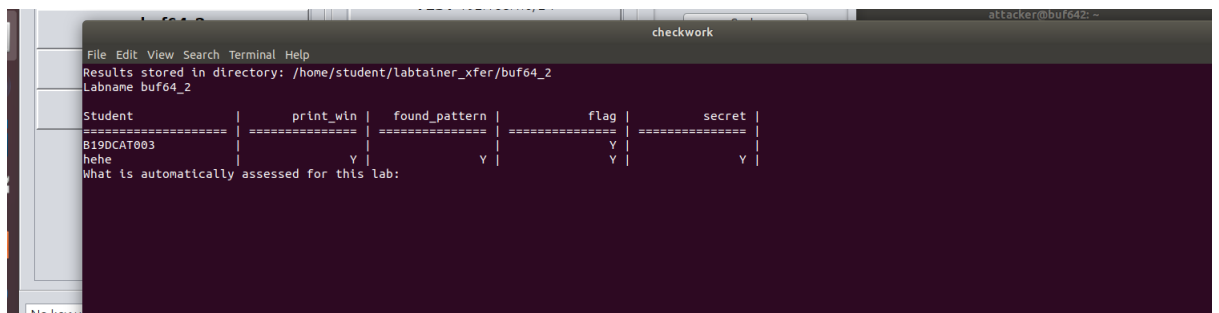 attacker@buf642: ~
checkwork
File Edit View Search Terminal Help
Results stored in directory: /home/student/labtainer_xfer/buf64_2
Labname buf64_2
Student | print_win | found_pattern | flag | secret |
==================== | =============== | =============== | =============== | =============== |
B19DCAT003 | | | Y | |
hehe | Y | Y | Y | Y |
What is automatically assessed for this lab: